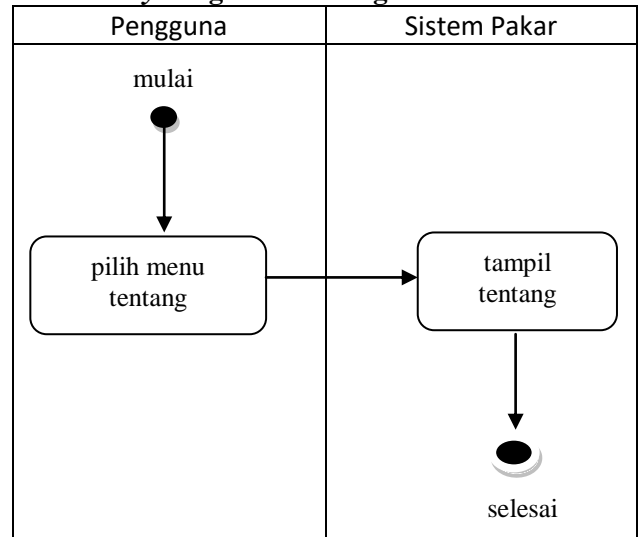 Pengguna
Sistem Pakar
mulai
pilih menu
tentang
tampil
tentang
selesai